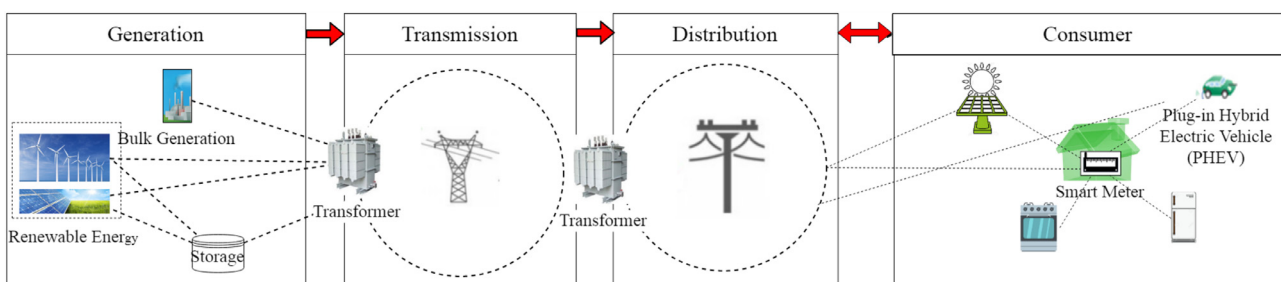 Generation
Transmission
Distribution
Consumer
Bulk Generation
Renewable Energy
Storage
Transformer
Transformer
Plug-in Hybrid
Electric Vehicle
(PHEV)
Smart Meter